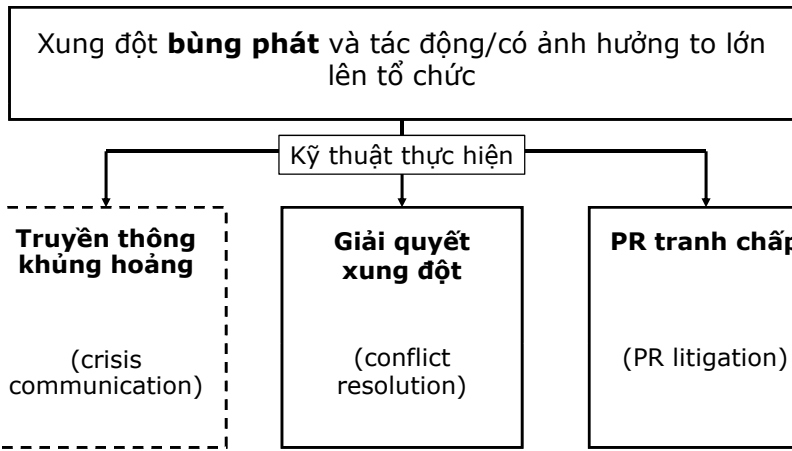 Xung đột bùng phát và tác động/có ảnh hưởng to lớn
lên tổ chức
Kỹ thuật thực hiện
Truyền thông
khủng hoảng
(crisis
communication)
Giải quyết
xung đột
(conflict
resolution)
PR tranh chấp
(PR litigation)